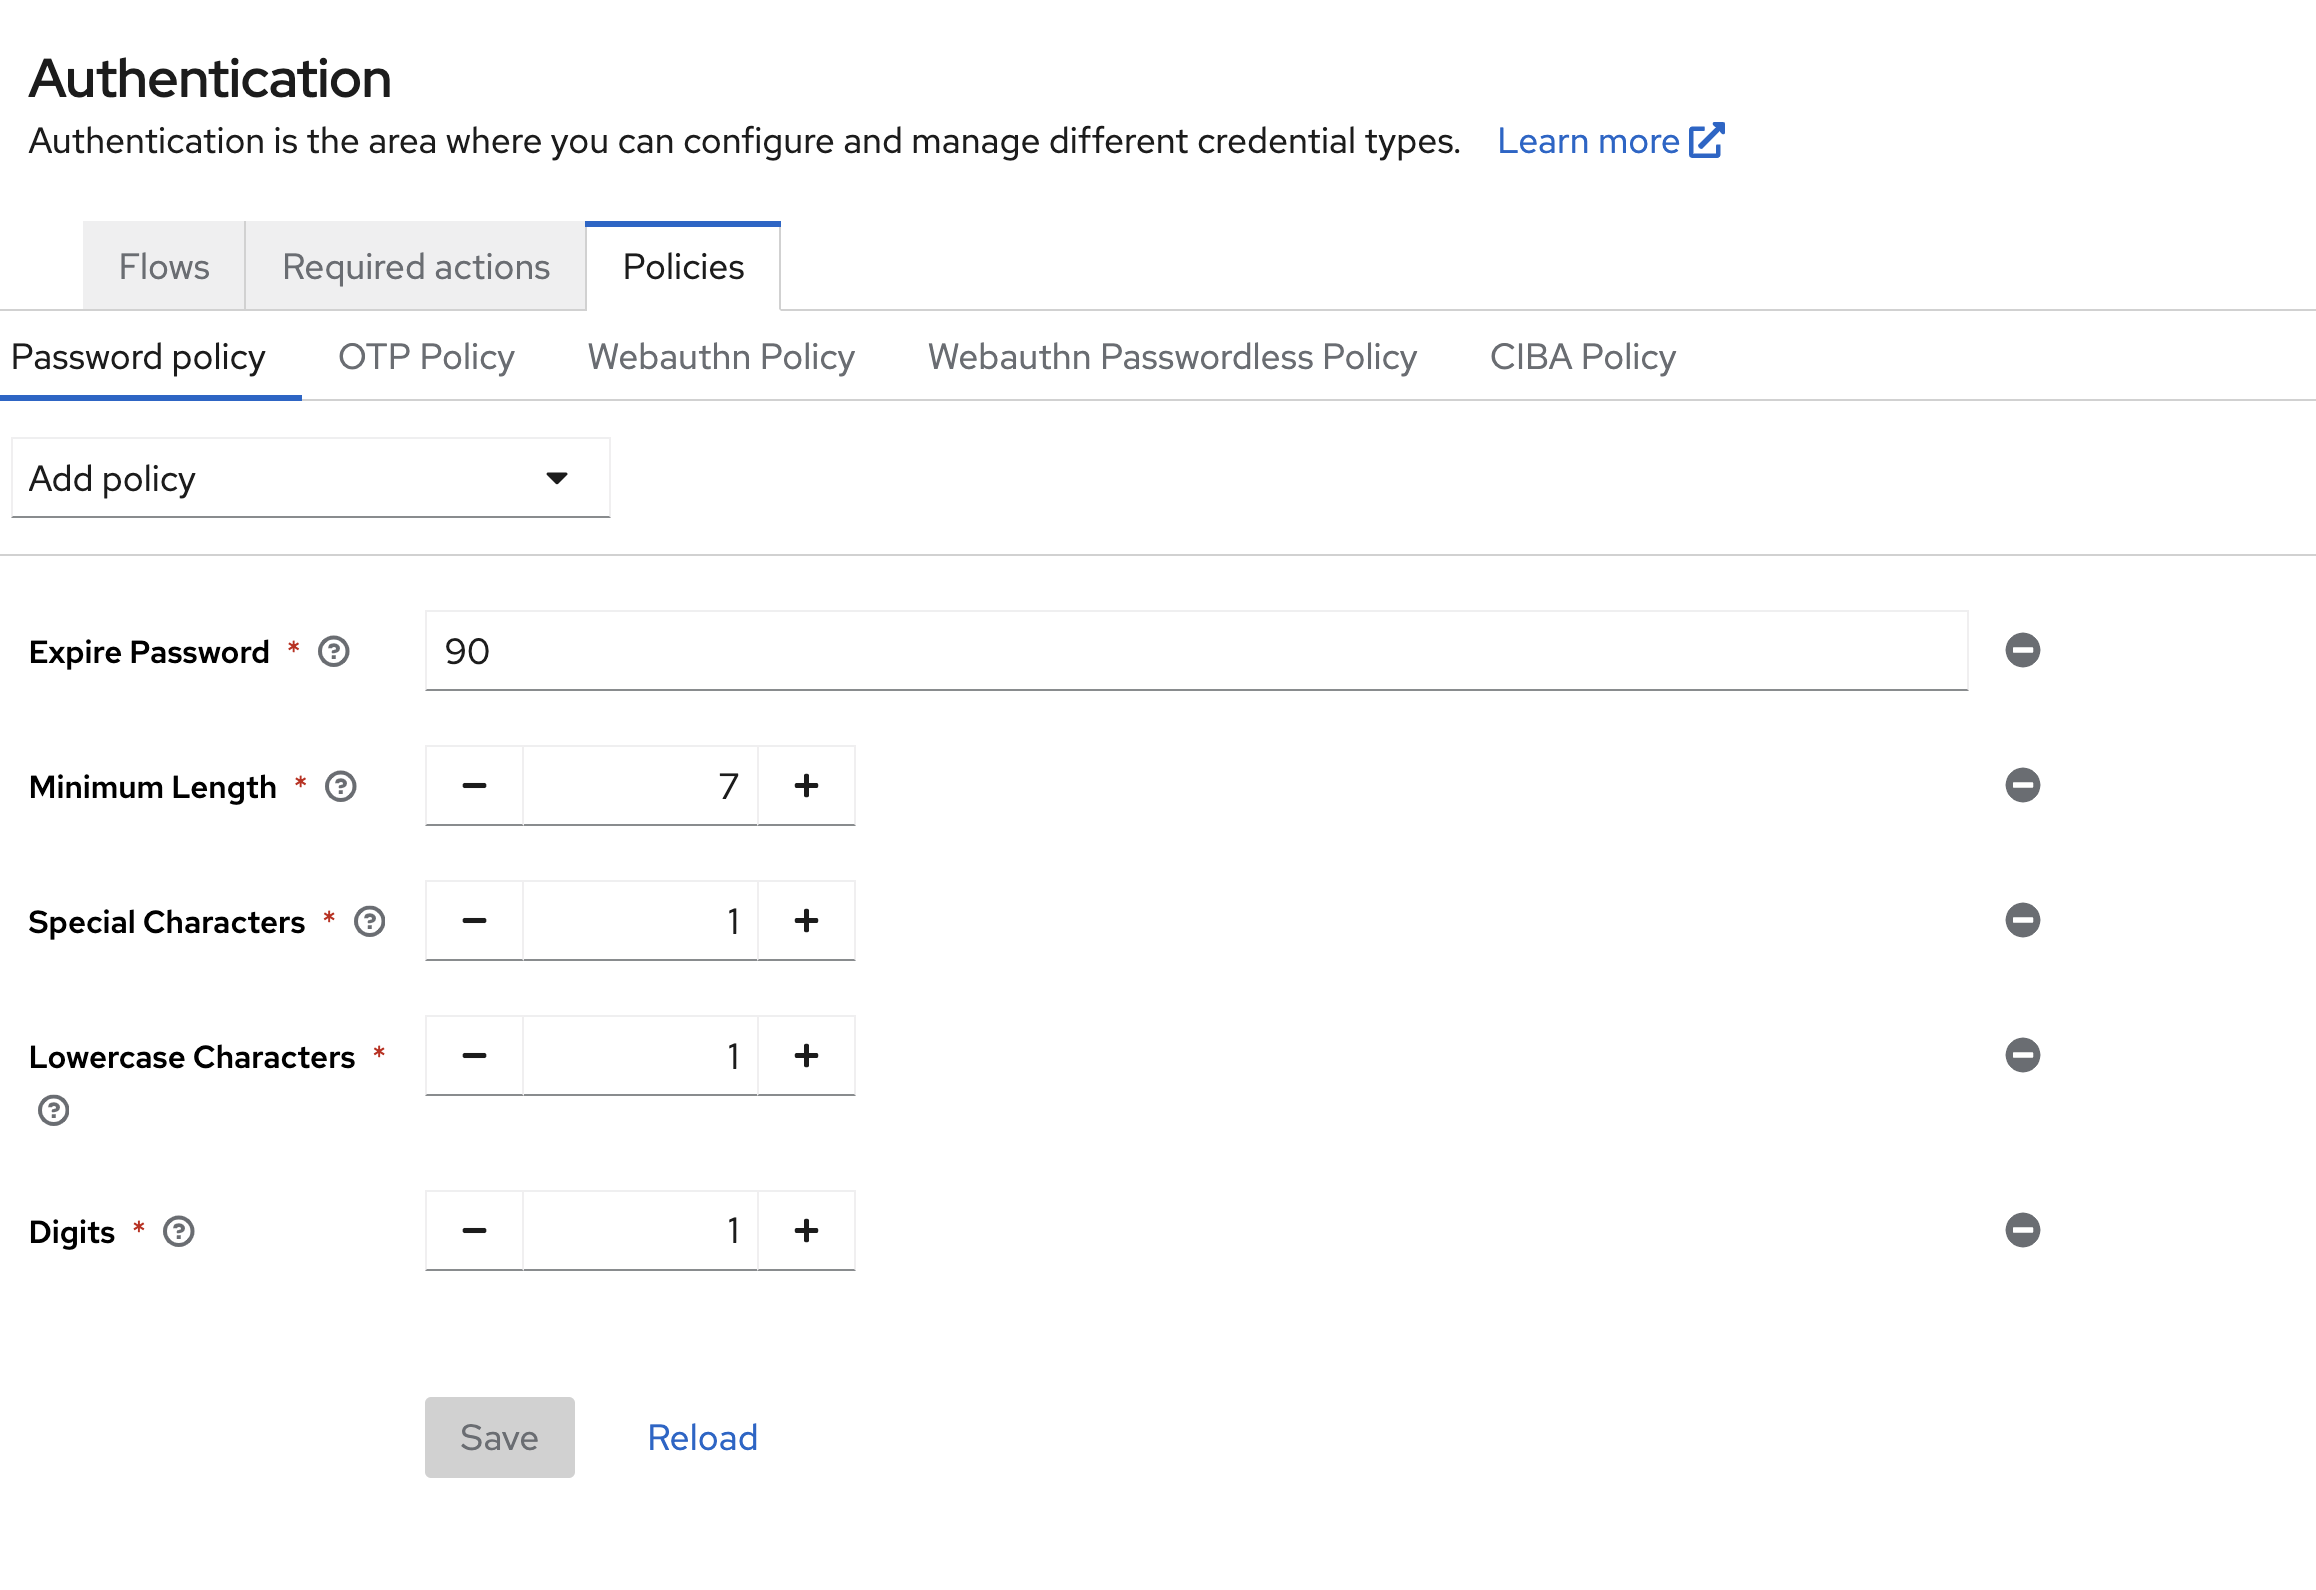 Authentication
Authentication is the area where you can configure and manage different credential types. Learn more
Flows Required actions Policies
Password policy OTP Policy Webauthn Policy Webauthn Passwordless Policy CIBA Policy
Add policy
Expire Password * 90
Minimum Length * 7
Special Characters * 1
Lowercase Characters * 1
Digits * 1
Save Reload